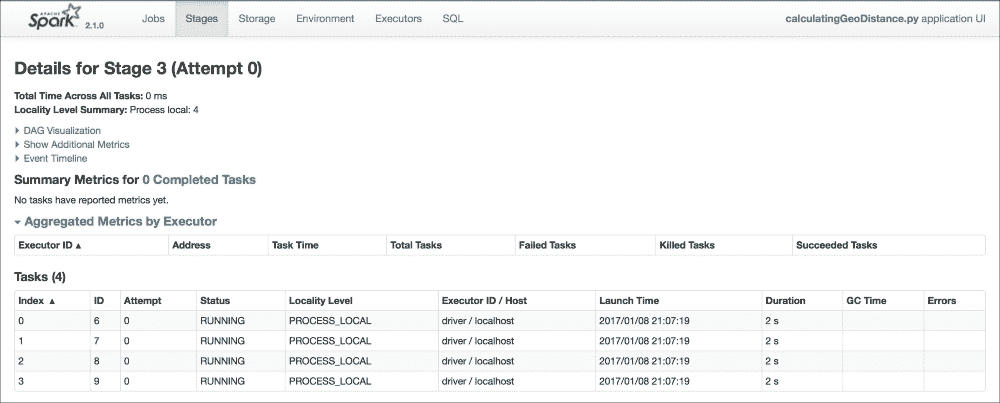 APACHE
Spark 2.1.0 Jobs Stages Storage Environment Executors SQL calculatingGeoDistance.py application UI
Details for Stage 3 (Attempt 0)
Total Time Across All Tasks: 0 ms
Locality Level Summary: Process local: 4
DAG Visualization
Show Additional Metrics
Event Timeline
Summary Metrics for 0 Completed Tasks
No tasks have reported metrics yet.
Aggregated Metrics by Executor
Executor ID Address Task Time Total Tasks Failed Tasks Killed Tasks Succeeded Tasks
Tasks (4)
Index ID Attempt Status Locality Level Executor ID / Host Launch Time Duration GC Time Errors
0 6 0 RUNNING PROCESS_LOCAL driver / localhost 2017/01/08 21:07:19 2 s
1 7 0 RUNNING PROCESS_LOCAL driver / localhost 2017/01/08 21:07:19 2 s
2 8 0 RUNNING PROCESS_LOCAL driver / localhost 2017/01/08 21:07:19 2 s
3 9 0 RUNNING PROCESS_LOCAL driver / localhost 2017/01/08 21:07:19 2 s